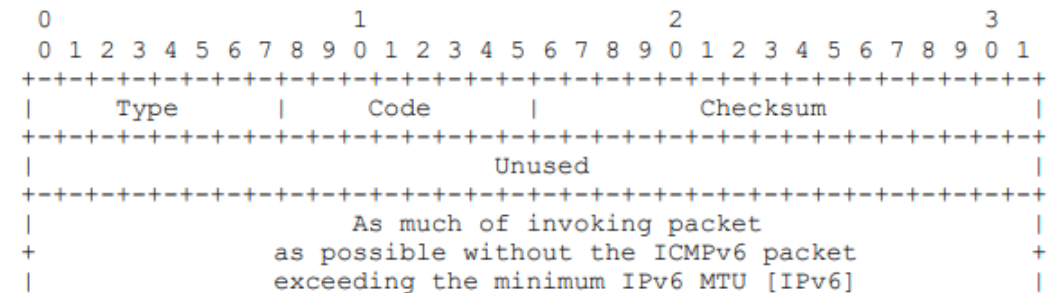 0                   1                   2                   3
0 1 2 3 4 5 6 7 8 9 0 1 2 3 4 5 6 7 8 9 0 1 2 3 4 5 6 7 8 9 0 1
+-+-+-+-+-+-+-+-+-+-+-+-+-+-+-+-+-+-+-+-+-+-+-+-+-+-+-+-+-+-+-+-+
|     Type      |     Code      |          Checksum             |
+-+-+-+-+-+-+-+-+-+-+-+-+-+-+-+-+-+-+-+-+-+-+-+-+-+-+-+-+-+-+-+-+
|                             Unused                            |
+-+-+-+-+-+-+-+-+-+-+-+-+-+-+-+-+-+-+-+-+-+-+-+-+-+-+-+-+-+-+-+-+
|                    As much of invoking packet                 |
+               as possible without the ICMPv6 packet           +
|               exceeding the minimum IPv6 MTU [IPv6]           |